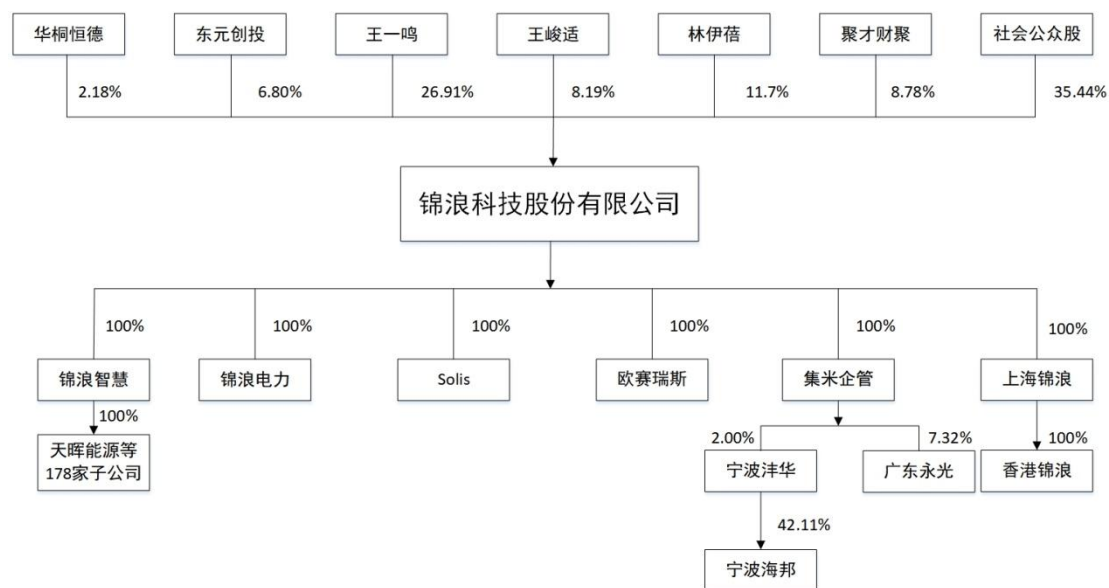 华桐恒德
东元创投
王一鸣
王峻适
林伊蓓
聚才财聚
社会公众股
2.18%
6.80%
26.91%
8.19%
11.7%
8.78%
35.44%
锦浪科技股份有限公司
100%
100%
100%
100%
100%
100%
锦浪智慧
锦浪电力
Solis
欧赛瑞斯
集米企管
上海锦浪
100%
2.00%
7.32%
100%
天晖能源等
178家子公司
宁波沣华
广东永光
香港锦浪
42.11%
宁波海邦